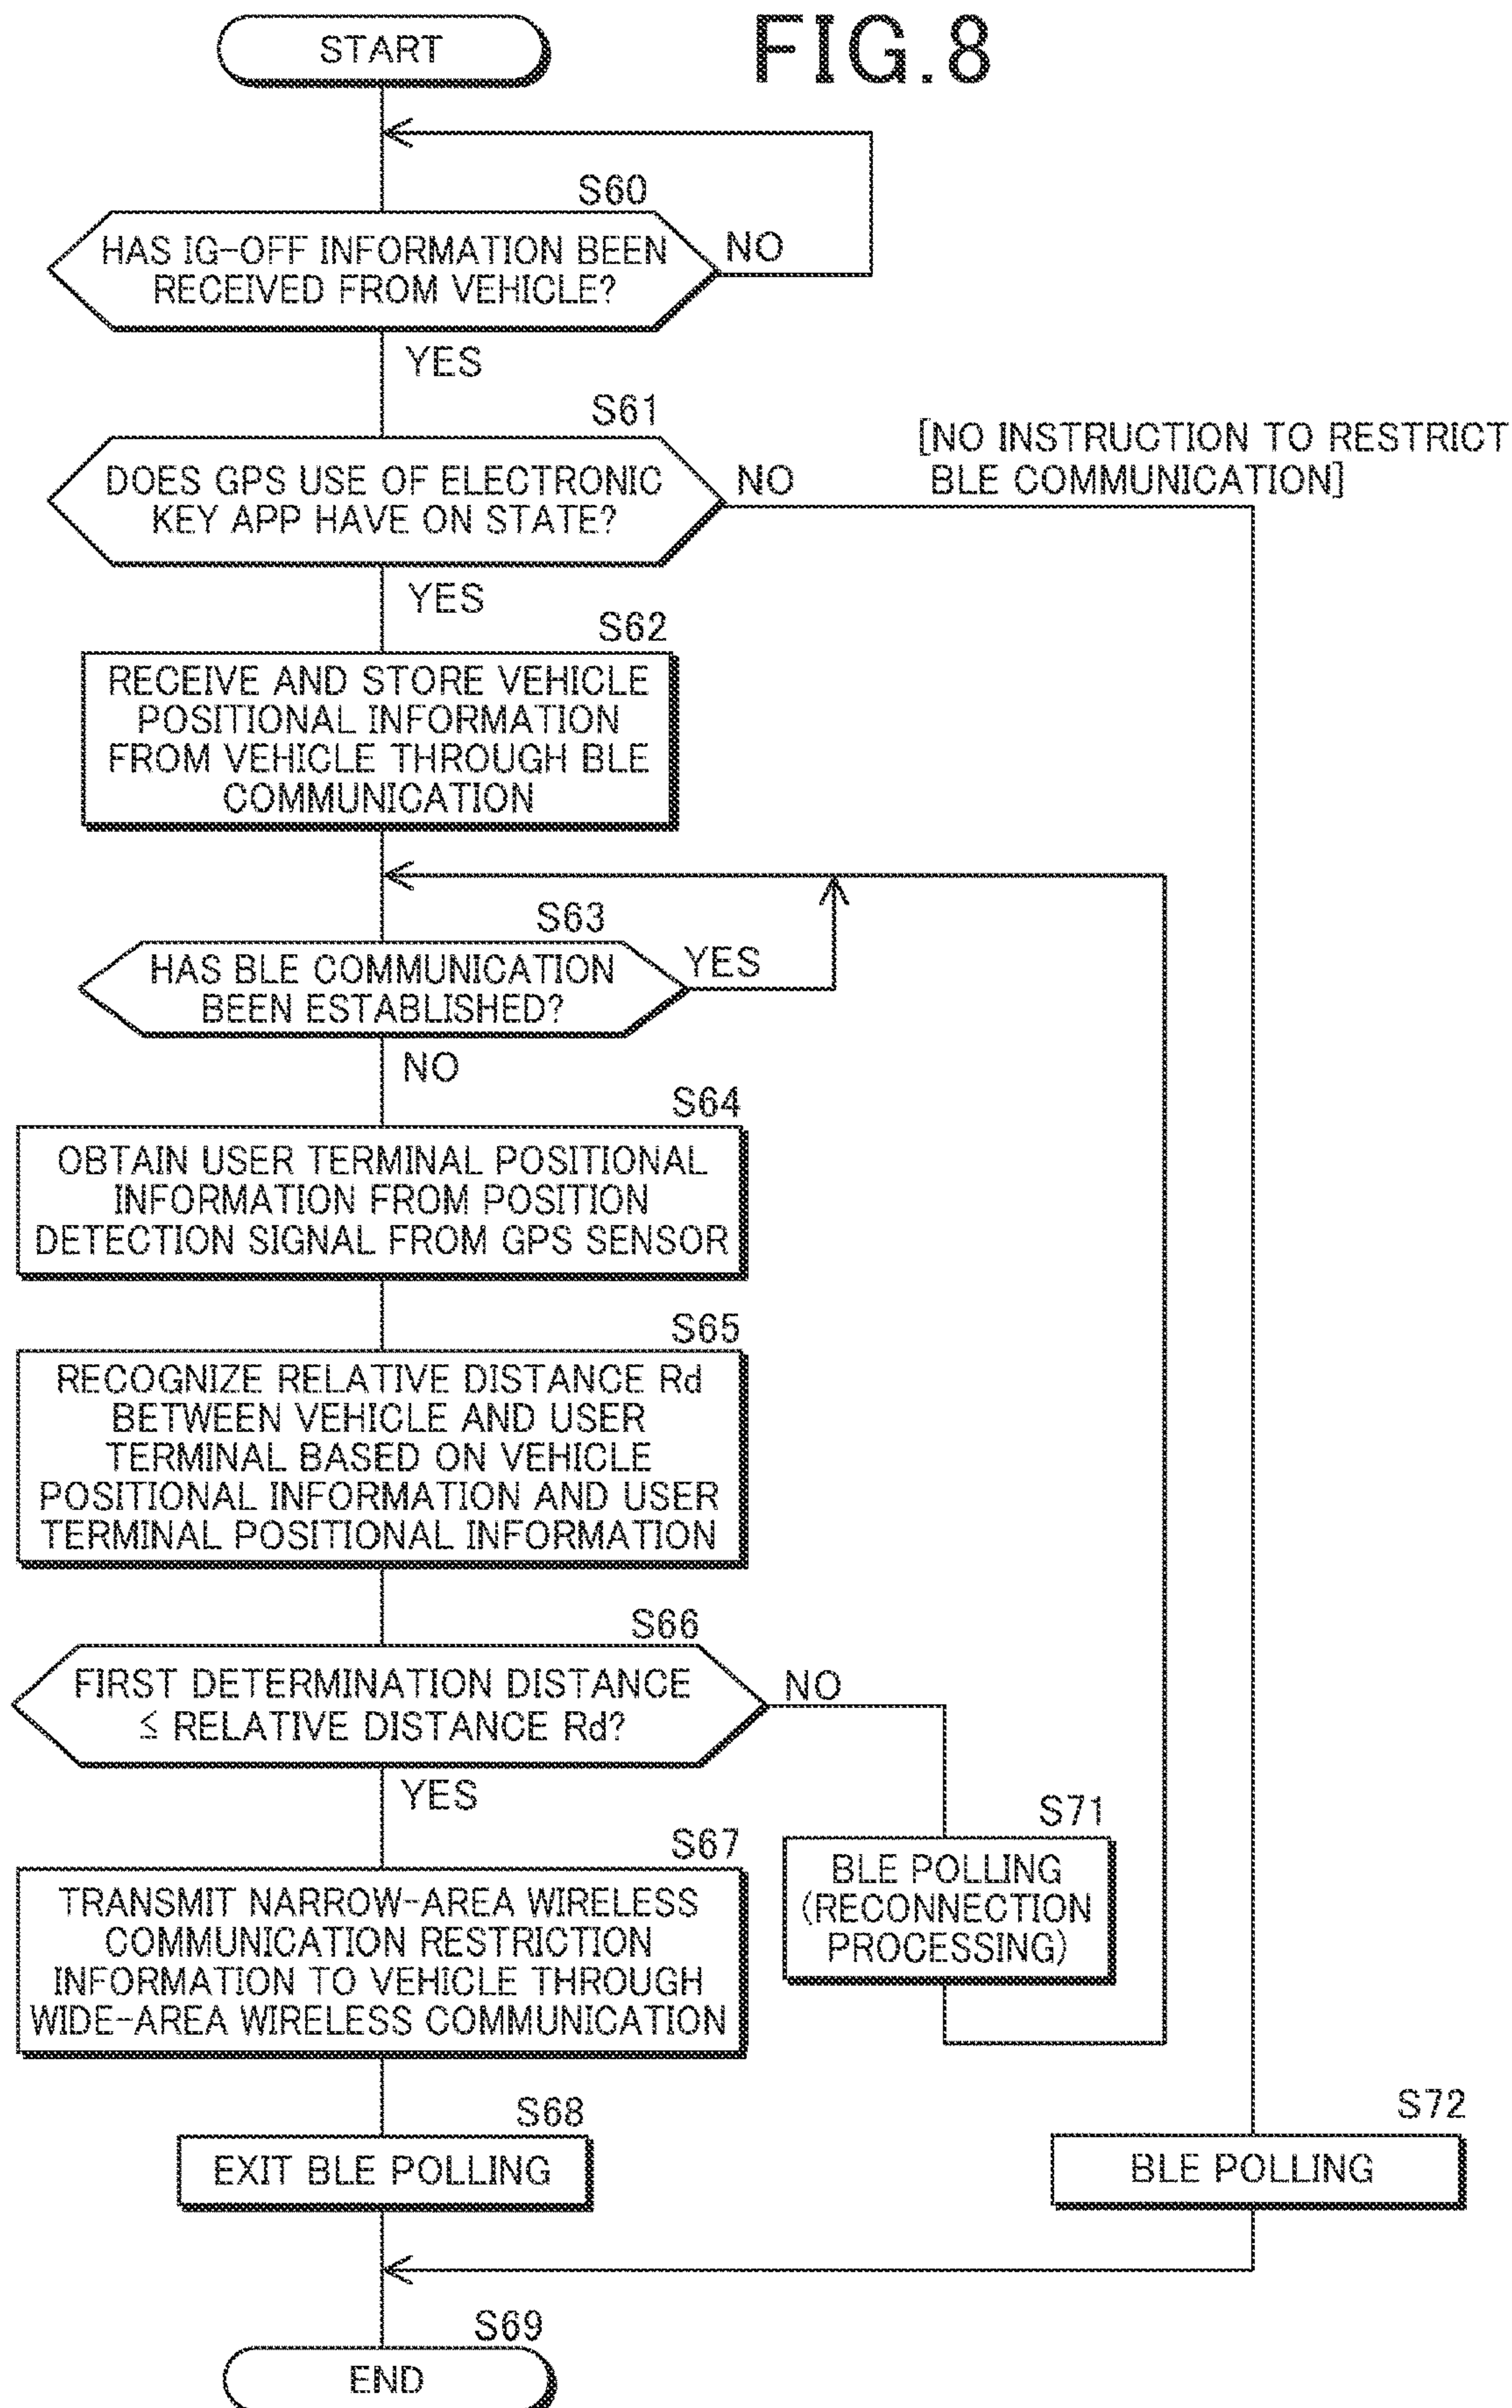 FIG.8
START
S60
HAS IG-OFF INFORMATION BEEN
RECEIVED FROM VEHICLE?
NO
YES
S61
DOES GPS USE OF ELECTRONIC
KEY APP HAVE ON STATE?
NO
[NO INSTRUCTION TO RESTRICT
BLE COMMUNICATION]
YES
S62
RECEIVE AND STORE VEHICLE
POSITIONAL INFORMATION
FROM VEHICLE THROUGH BLE
COMMUNICATION
S63
HAS BLE COMMUNICATION
BEEN ESTABLISHED?
YES
NO
S64
OBTAIN USER TERMINAL POSITIONAL
INFORMATION FROM POSITION
DETECTION SIGNAL FROM GPS SENSOR
S65
RECOGNIZE RELATIVE DISTANCE Rd
BETWEEN VEHICLE AND USER
TERMINAL BASED ON VEHICLE
POSITIONAL INFORMATION AND USER
TERMINAL POSITIONAL INFORMATION
S66
FIRST DETERMINATION DISTANCE
≦ RELATIVE DISTANCE Rd?
NO
YES
S71
BLE POLLING
(RECONNECTION
PROCESSING)
S67
TRANSMIT NARROW-AREA WIRELESS
COMMUNICATION RESTRICTION
INFORMATION TO VEHICLE THROUGH
WIDE-AREA WIRELESS COMMUNICATION
S68
EXIT BLE POLLING
S72
BLE POLLING
S69
END